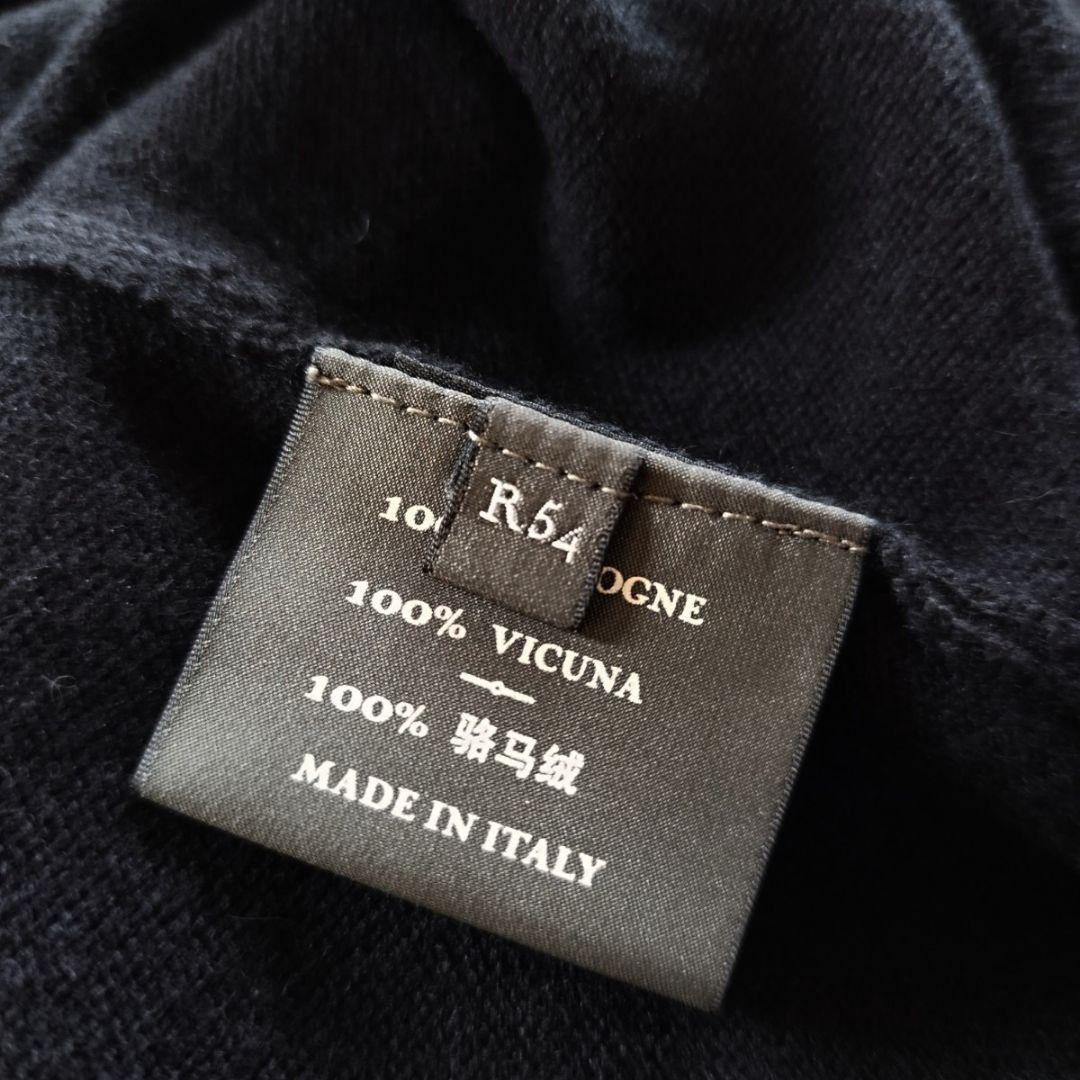 R54
100% VICUNA
100% 骆马绒
MADE IN ITALY